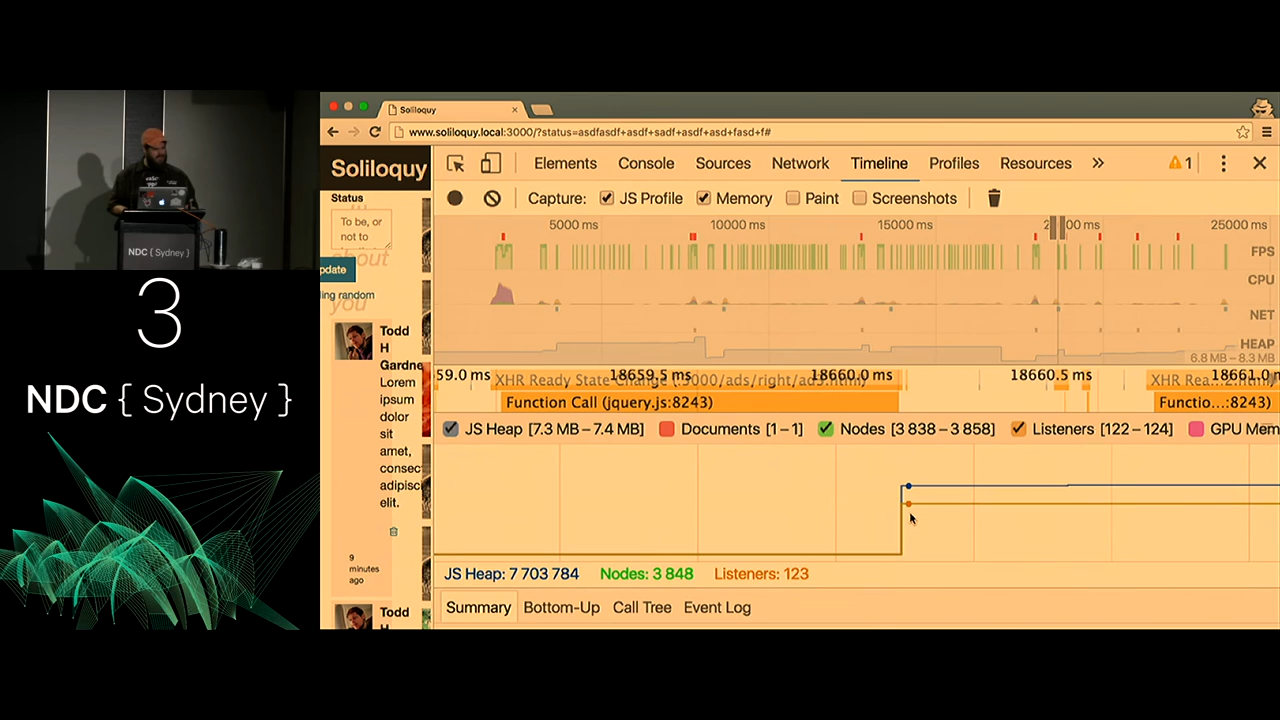 NDC { Sydney }
3
NDC { Sydney }
Soliloquy
www.soliloquy.local:3000/?status=asdfasdf+asdf+sadf+asdf+asd+fasd+f#
Soliloquy
Status
To be, or
not to
about
you
pdate
ing random
Todd
H
Gardne
Lorem
ipsum
dolor
sit
amet,
consec
adipisc
elit.
9
minutes
ago
Todd
H
Elements Console Sources Network Timeline Profiles Resources » 1
Capture: JS Profile Memory Paint Screenshots
5000 ms 10000 ms 15000 ms 25000 ms
FPS
CPU
NET
HEAP
6.8 MB – 8.3 MB
59.0 ms 18659.5 ms 18660.0 ms 18660.5 ms 18661.0 m
Function Call (jquery.js:8243) Functio...:8243)
JS Heap [7.3 MB – 7.4 MB] Documents [1 – 1] Nodes [3 838 – 3 858] Listeners [122 – 124] GPU Mem
JS Heap: 7 703 784 Nodes: 3 848 Listeners: 123
Summary Bottom-Up Call Tree Event Log